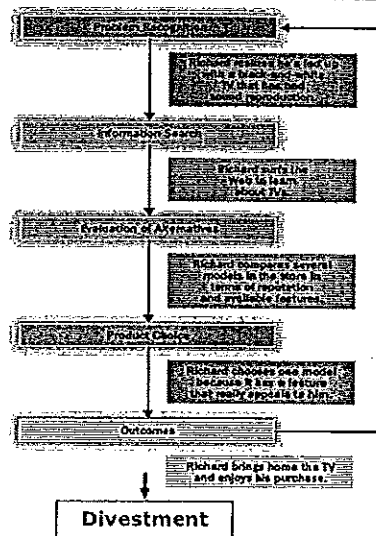 Problem Recognition
Richard realizes he's fed up
with a black-and-white
TV that has bad
sound reproduction.
Information Search
Richard surfs the
Web to learn
about TVs.
Evaluation of Alternatives
Richard compares several
models in the store in
terms of reputation
and available features.
Product Choice
Richard chooses one model
because it has a feature
that really appeals to him.
Outcomes
Richard brings home the TV
and enjoys his purchase.
Divestment